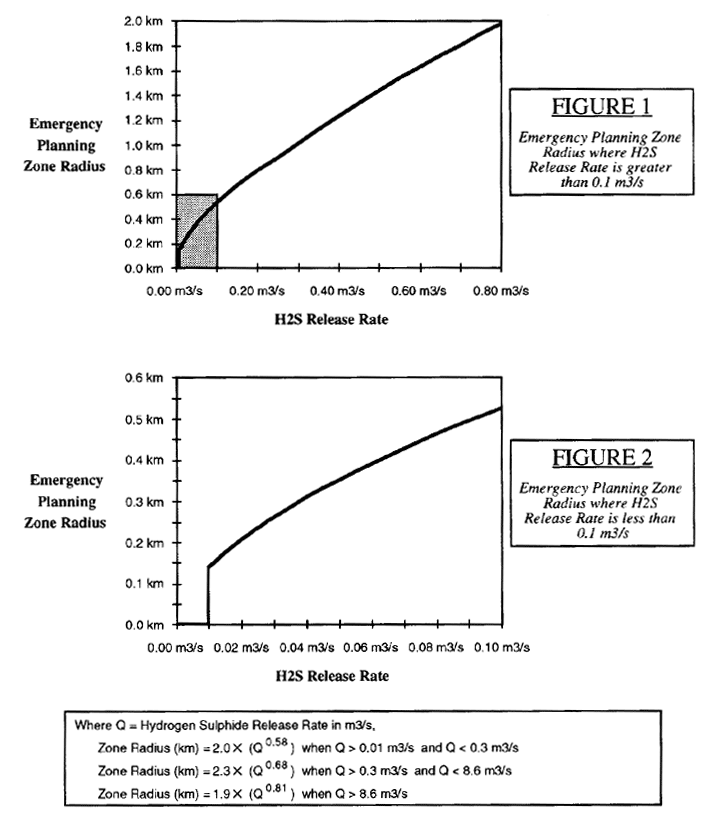 2.0 km
1.8 km
1.6 km
1.4 km
1.2 km
1.0 km
0.8 km
0.6 km
0.4 km
0.2 km
0.0 km
Emergency
Planning
Zone Radius
0.00 m3/s 0.20 m3/s 0.40 m3/s 0.60 m3/s 0.80 m3/s
H2S Release Rate
FIGURE 1
Emergency Planning Zone
Radius where H2S
Release Rate is greater
than 0.1 m3/s
0.6 km
0.5 km
0.4 km
0.3 km
0.2 km
0.1 km
0.0 km
Emergency
Planning
Zone Radius
0.00 m3/s 0.02 m3/s 0.04 m3/s 0.06 m3/s 0.08 m3/s 0.10 m3/s
H2S Release Rate
FIGURE 2
Emergency Planning Zone
Radius where H2S
Release Rate is less than
0.1 m3/s
Where Q = Hydrogen Sulphide Release Rate in m3/s,
Zone Radius (km) = 2.0 X (Q^0.58) when Q > 0.01 m3/s and Q < 0.3 m3/s
Zone Radius (km) = 2.3 X (Q^0.68) when Q > 0.3 m3/s and Q < 8.6 m3/s
Zone Radius (km) = 1.9 X (Q^0.81) when Q > 8.6 m3/s